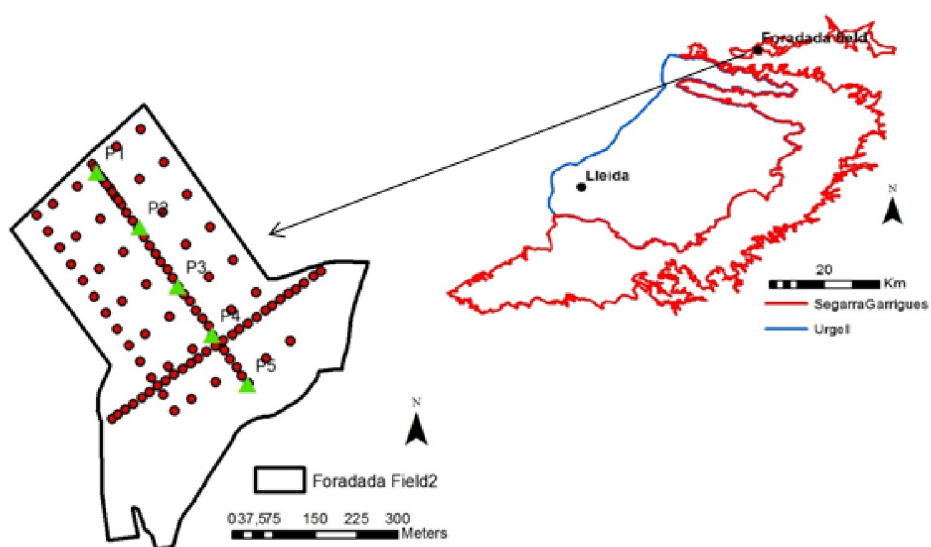 Foradada field
Lleida
N
20
Km
SegarraGarrigues
Urgell
P1
P2
P3
P4
P5
N
Foradada Field2
037,575 150 225 300
Meters